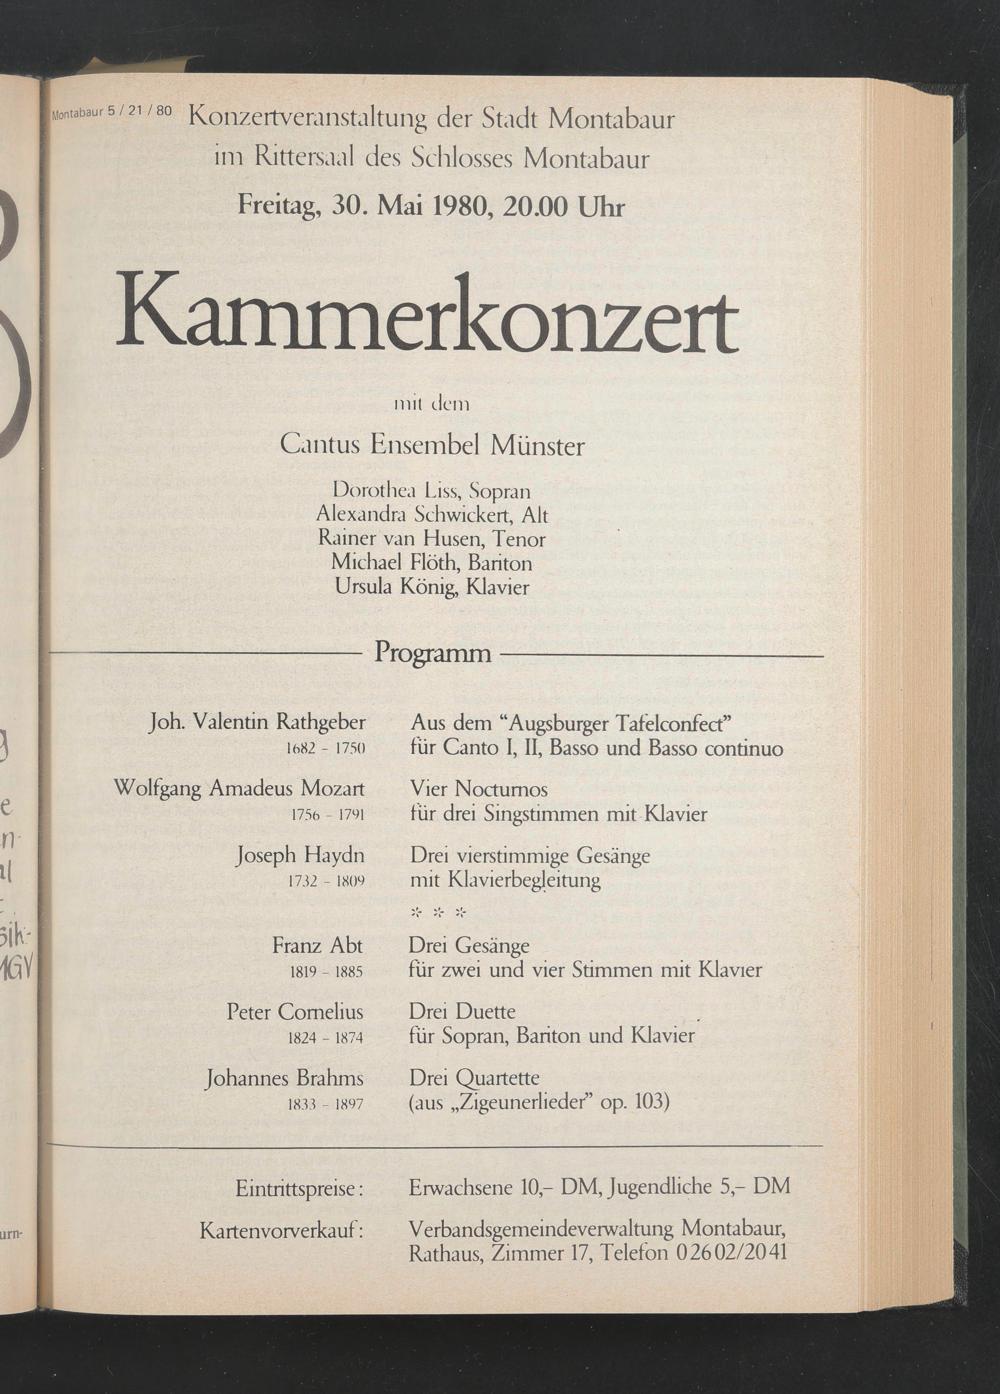 Montabaur 5 / 21 / 80
Konzertveranstaltung der Stadt Montabaur
im Rittersaal des Schlosses Montabaur
Freitag, 30. Mai 1980, 20.00 Uhr
Kammerkonzert
mit dem
Cantus Ensembel Münster
Dorothea Liss, Sopran
Alexandra Schwickert, Alt
Rainer van Husen, Tenor
Michael Flöth, Bariton
Ursula König, Klavier
Programm
Joh. Valentin Rathgeber Aus dem “Augsburger Tafelconfect”
1682 – 1750 für Canto I, II, Basso und Basso continuo
Wolfgang Amadeus Mozart Vier Nocturnos
1756 – 1791 für drei Singstimmen mit Klavier
Joseph Haydn Drei vierstimmige Gesänge
1732 – 1809 mit Klavierbegleitung
* * *
Franz Abt Drei Gesänge
1819 – 1885 für zwei und vier Stimmen mit Klavier
Peter Cornelius Drei Duette
1824 – 1874 für Sopran, Bariton und Klavier
Johannes Brahms Drei Quartette
1833 – 1897 (aus „Zigeunerlieder” op. 103)
Eintrittspreise: Erwachsene 10,– DM, Jugendliche 5,– DM
Kartenvorverkauf: Verbandsgemeindeverwaltung Montabaur,
Rathaus, Zimmer 17, Telefon 0 26 02/20 41